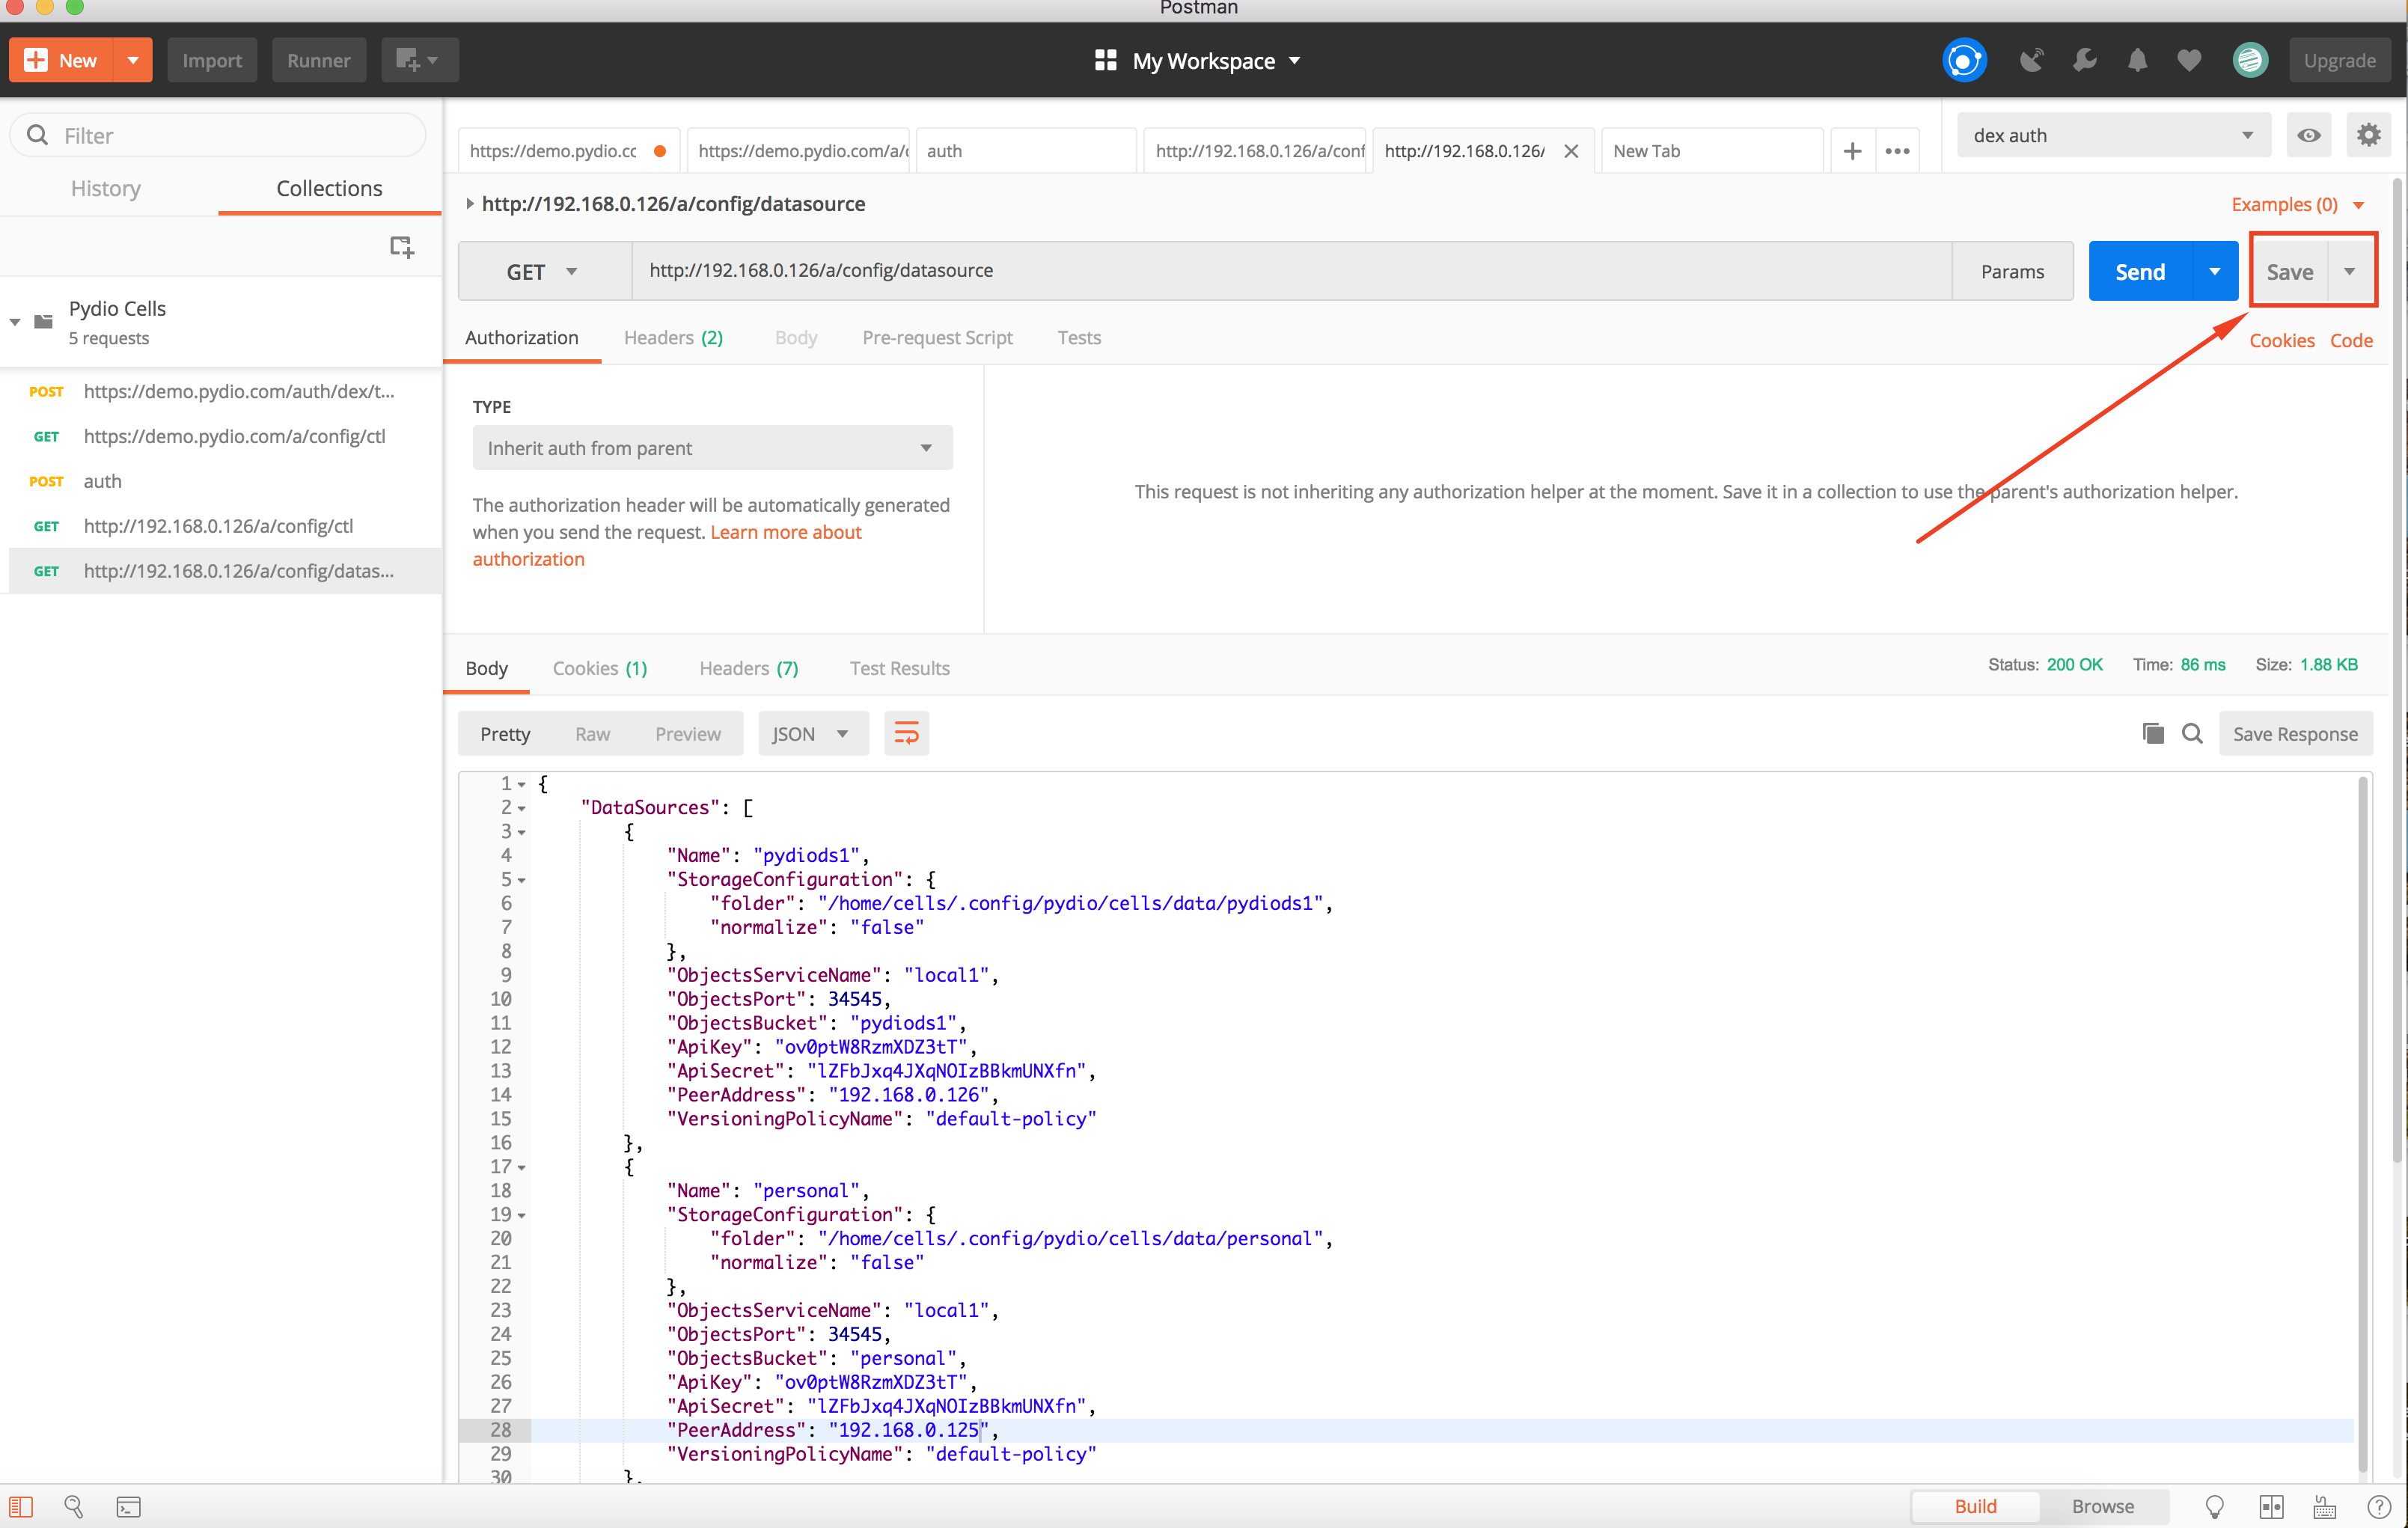 Postman
New
Import
Runner
My Workspace
Upgrade
Filter
History
Collections
Pydio Cells
5 requests
POST https://demo.pydio.com/auth/dex/t...
GET https://demo.pydio.com/a/config/ctl
POST auth
GET http://192.168.0.126/a/config/ctl
GET http://192.168.0.126/a/config/datas...
https://demo.pydio.cc
https://demo.pydio.com/a/c
auth
http://192.168.0.126/a/conf
http://192.168.0.126/
New Tab
dex auth
http://192.168.0.126/a/config/datasource
Examples (0)
GET
http://192.168.0.126/a/config/datasource
Params
Send
Save
Authorization
Headers (2)
Body
Pre-request Script
Tests
Cookies
Code
TYPE
Inherit auth from parent
The authorization header will be automatically generated
when you send the request. Learn more about
authorization
This request is not inheriting any authorization helper at the moment. Save it in a collection to use the parent's authorization helper.
Body
Cookies (1)
Headers (7)
Test Results
Status: 200 OK
Time: 86 ms
Size: 1.88 KB
Pretty
Raw
Preview
JSON
Save Response
1 {
2 "DataSources": [
3 {
4 "Name": "pydiods1",
5 "StorageConfiguration": {
6 "folder": "/home/cells/.config/pydio/cells/data/pydiods1",
7 "normalize": "false"
8 },
9 "ObjectsServiceName": "local1",
10 "ObjectsPort": 34545,
11 "ObjectsBucket": "pydiods1",
12 "ApiKey": "ov0ptW8RzmXDZ3tT",
13 "ApiSecret": "lZFbJxq4JXqNOIzBBkmUNXfn",
14 "PeerAddress": "192.168.0.126",
15 "VersioningPolicyName": "default-policy"
16 },
17 {
18 "Name": "personal",
19 "StorageConfiguration": {
20 "folder": "/home/cells/.config/pydio/cells/data/personal",
21 "normalize": "false"
22 },
23 "ObjectsServiceName": "local1",
24 "ObjectsPort": 34545,
25 "ObjectsBucket": "personal",
26 "ApiKey": "ov0ptW8RzmXDZ3tT",
27 "ApiSecret": "lZFbJxq4JXqNOIzBBkmUNXfn",
28 "PeerAddress": "192.168.0.125",
29 "VersioningPolicyName": "default-policy"
30 },
Build
Browse